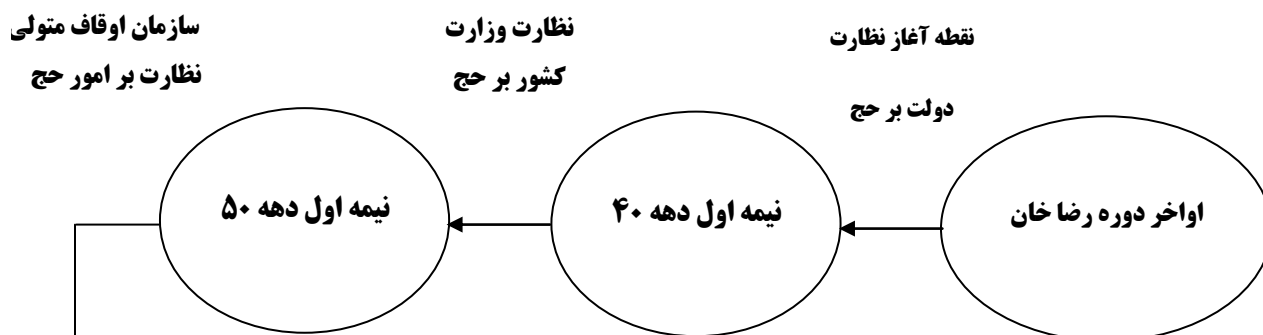 نقطه آغاز نظارت
دولت بر حج
اواخر دوره رضا خان
نظارت وزارت
کشور بر حج
نیمه اول دهه ۴۰
سازمان اوقاف متولی
نظارت بر امور حج
نیمه اول دهه ۵۰